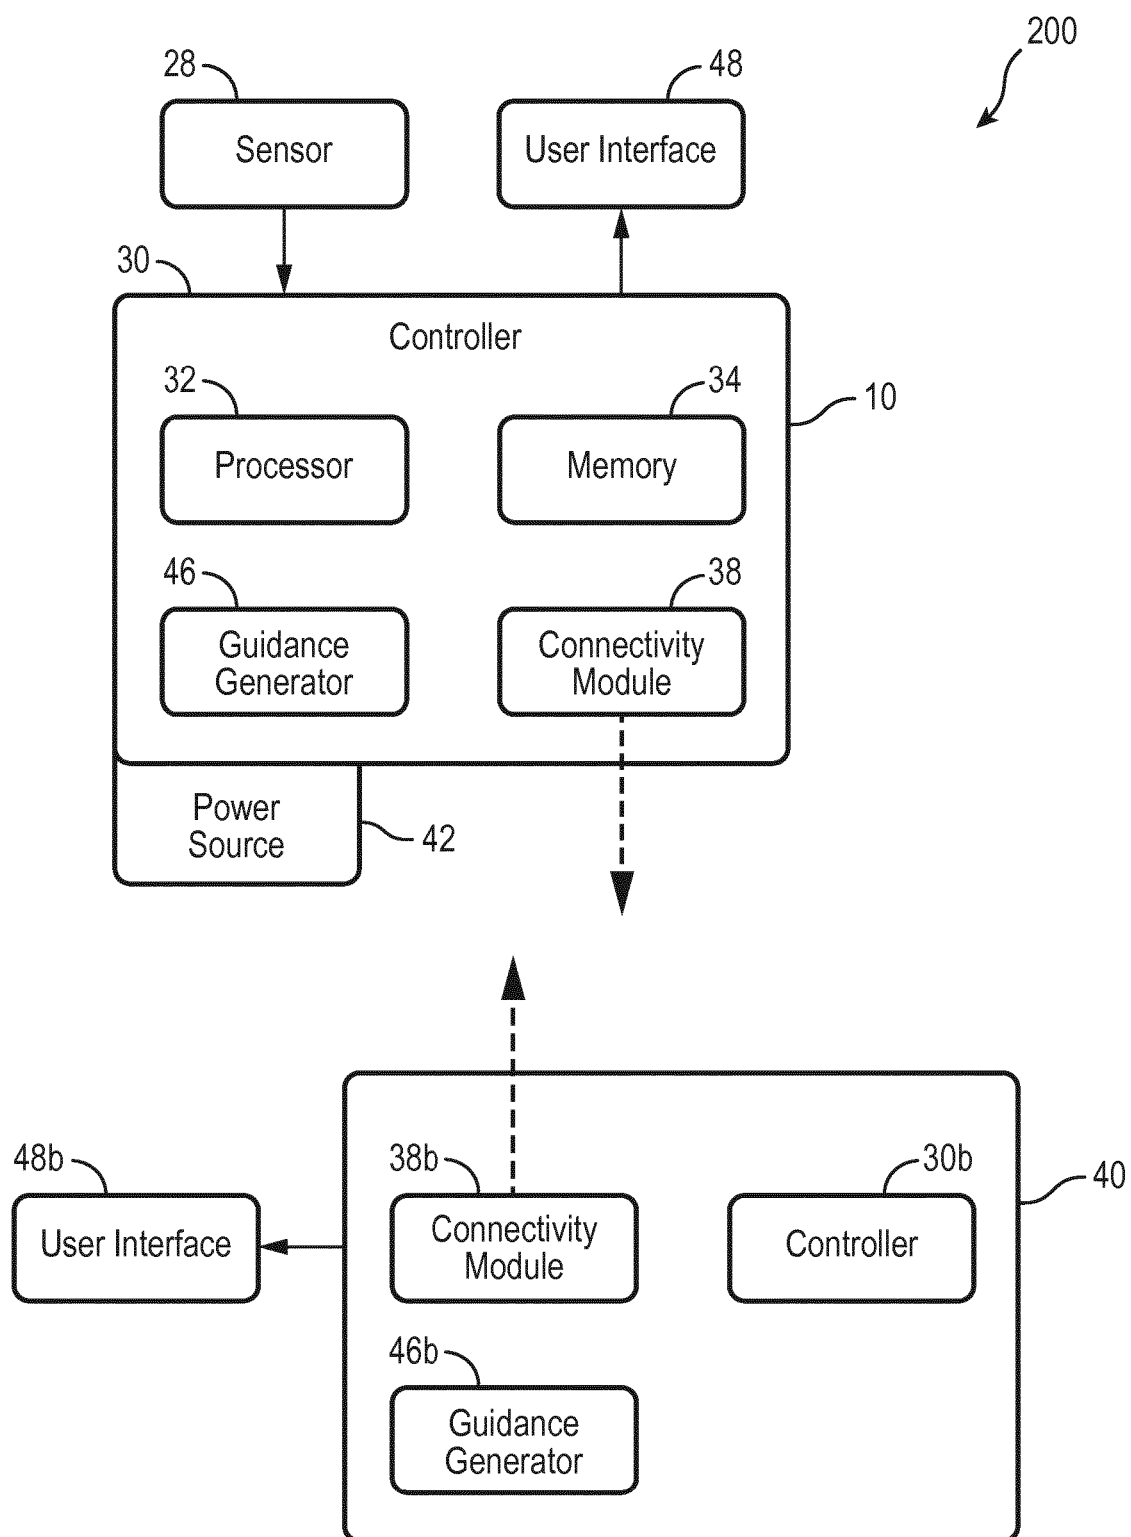 200
28
48
Sensor
User Interface
30
Controller
32
34
10
Processor
Memory
46
38
Guidance
Generator
Connectivity
Module
Power
Source
42
48b
38b
30b
40
User Interface
Connectivity
Module
Controller
46b
Guidance
Generator